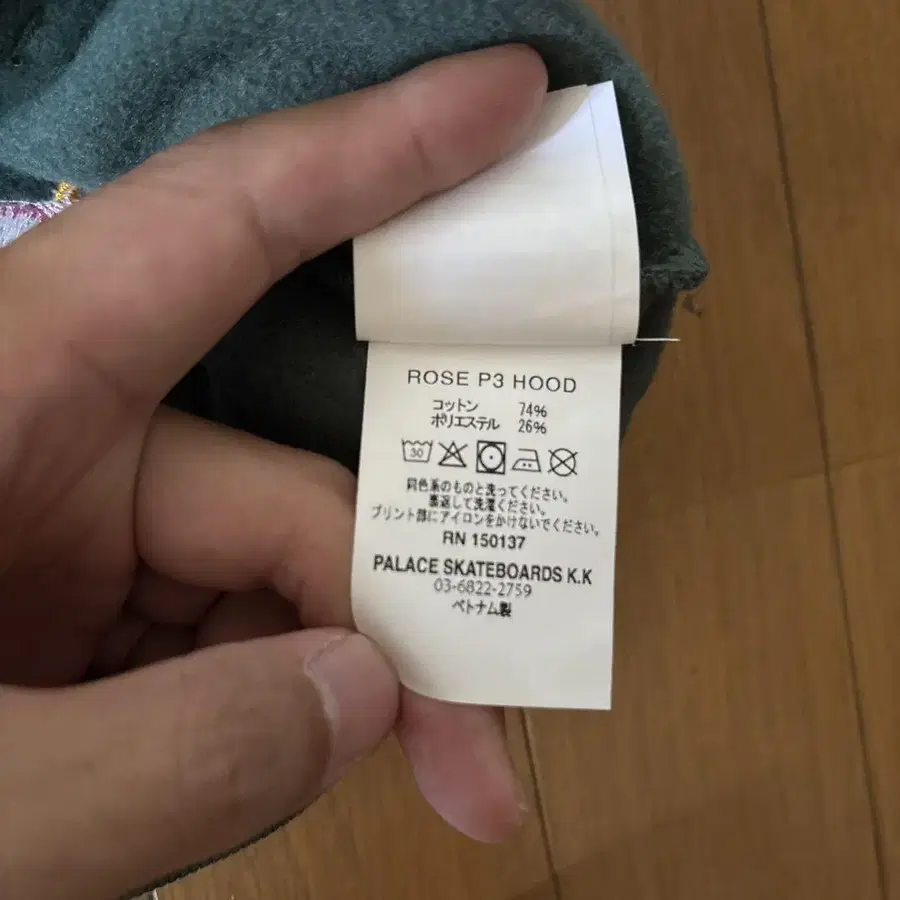 ROSE P3 HOOD
コットン 74%
ポリエステル 26%
30
同色系のものと洗ってください。
裏返して洗濯ください。
プリント部にアイロンをかけないでください。
RN 150137
PALACE SKATEBOARDS K.K
03-6822-2759
ベトナム製